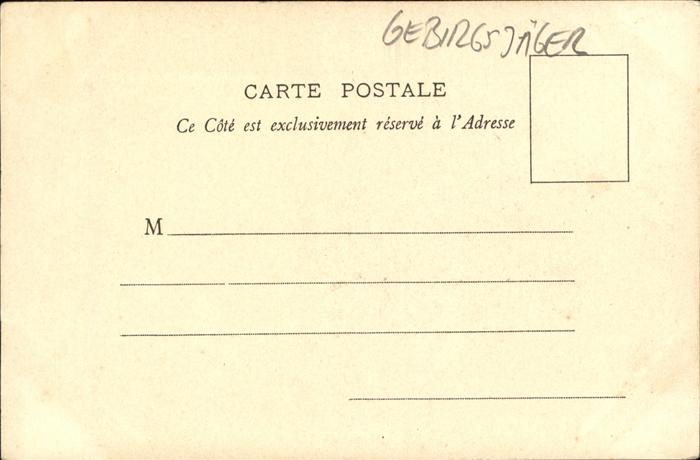 GEBIRGSJÄGER
CARTE POSTALE
Ce Côté est exclusivement réservé à l'Adresse
M